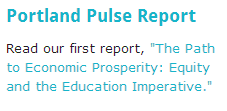 Portland Pulse Report
Read our first report, "The Path
to Economic Prosperity: Equity
and the Education Imperative."